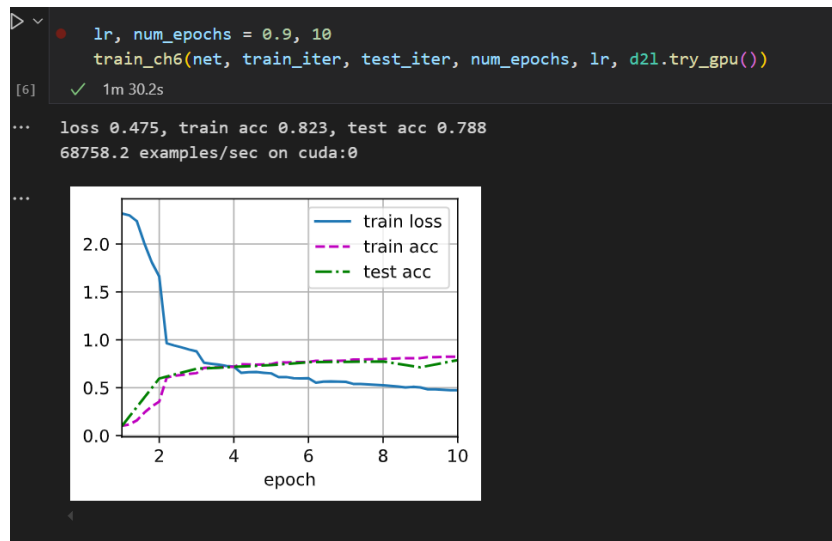 lr, num_epochs = 0.9, 10
train_ch6(net, train_iter, test_iter, num_epochs, lr, d2l.try_gpu())
[6]
1m 30.2s
loss 0.475, train acc 0.823, test acc 0.788
68758.2 examples/sec on cuda:0
train loss
train acc
test acc
2.0
1.5
1.0
0.5
0.0
2 4 6 8 10
epoch